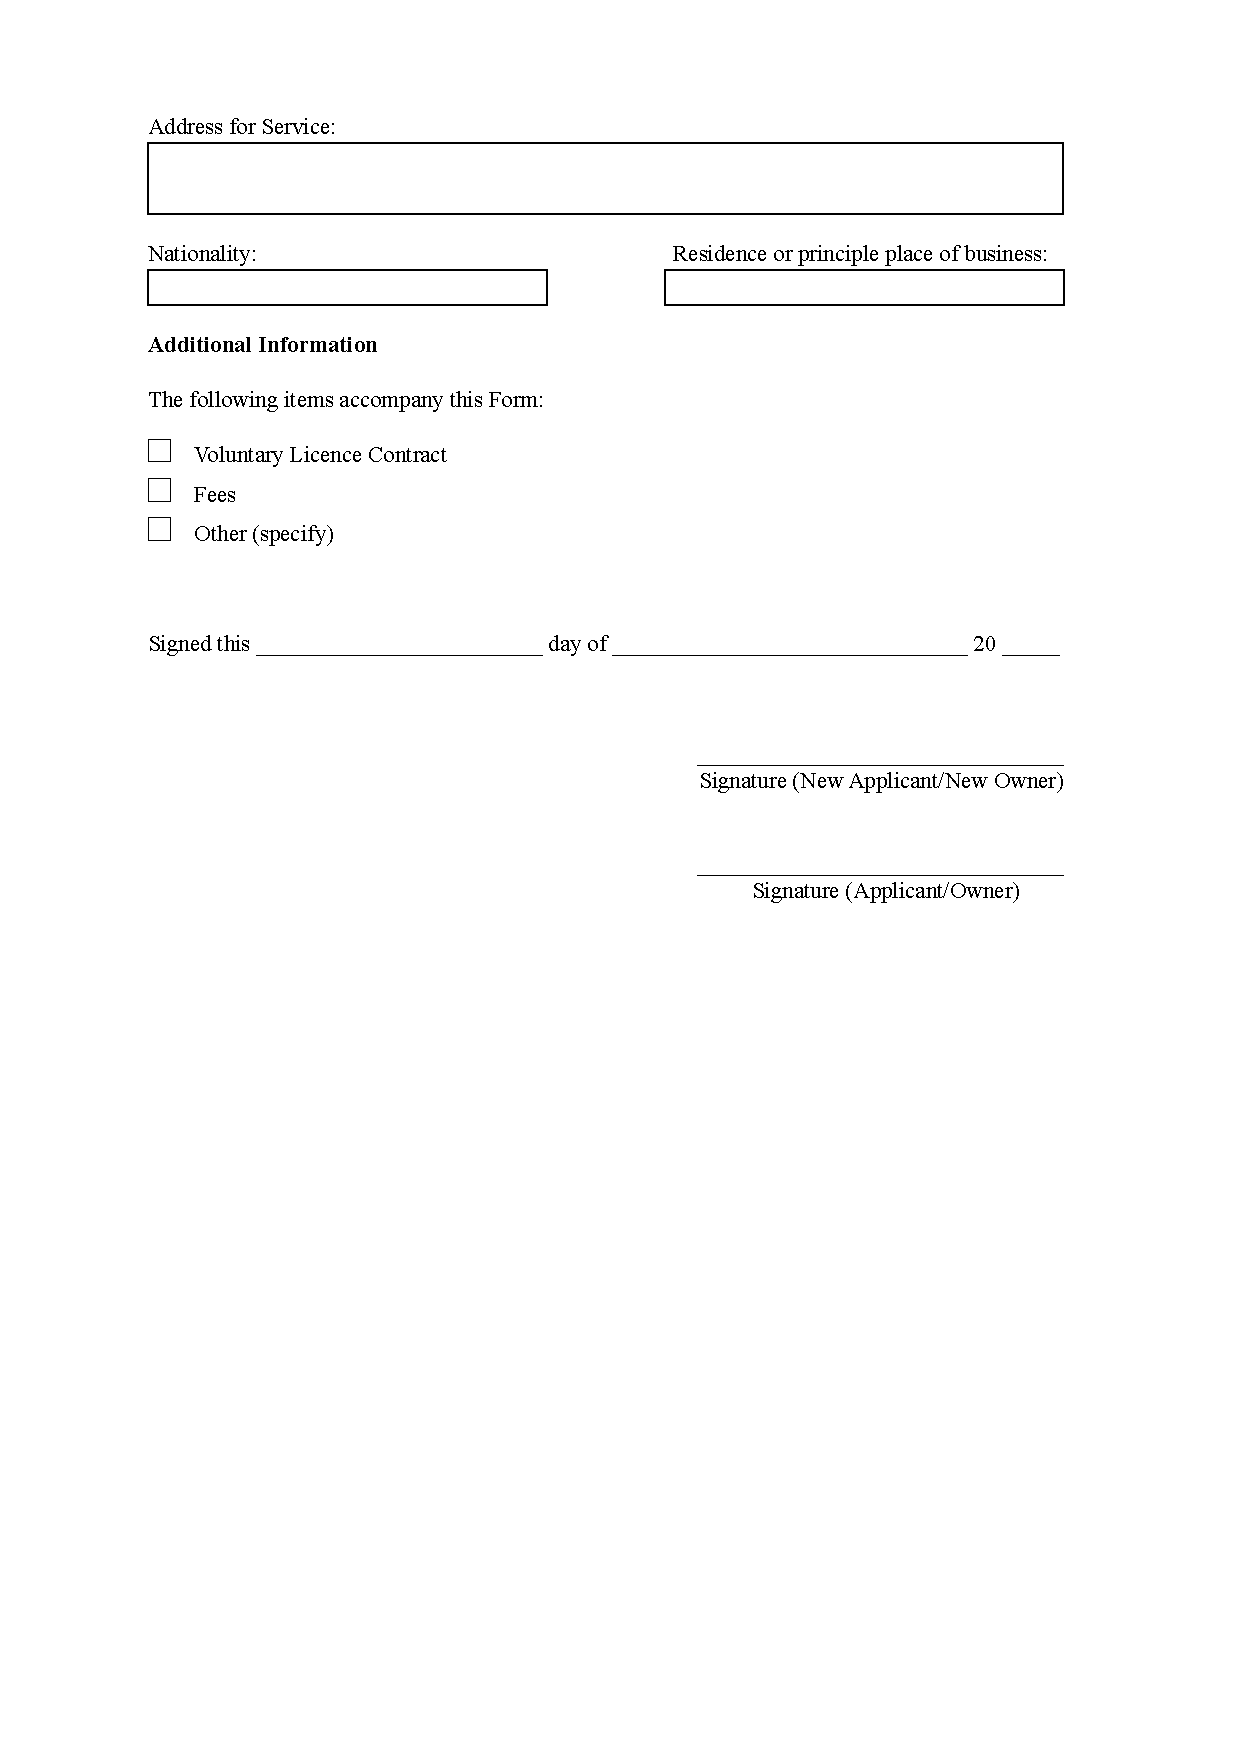 Address for Service:
Nationality:
Residence or principle place of business:
Additional Information
The following items accompany this Form:
Voluntary Licence Contract
Fees
Other (specify)
Signed this _________________________ day of _______________________________ 20 _____
Signature (New Applicant/New Owner)
Signature (Applicant/Owner)